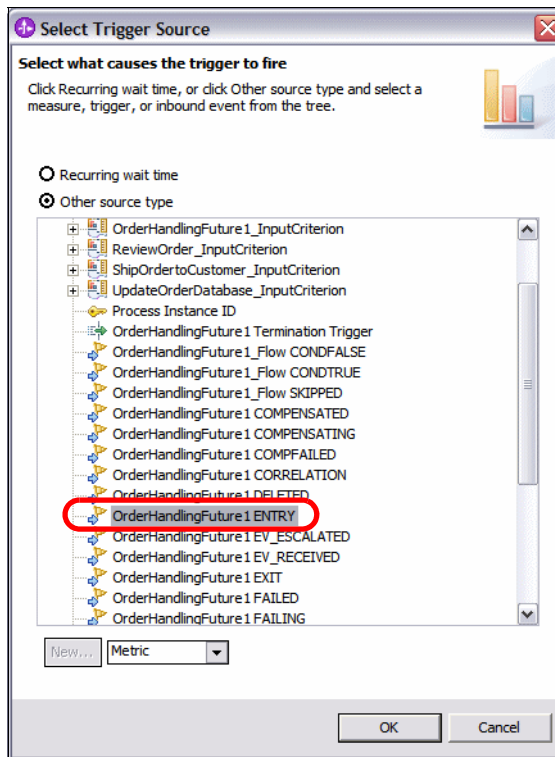 Select Trigger Source
Select what causes the trigger to fire
Click Recurring wait time, or click Other source type and select a
measure, trigger, or inbound event from the tree.
Recurring wait time
Other source type
OrderHandlingFuture1_InputCriterion
ReviewOrder_InputCriterion
ShipOrdertoCustomer_InputCriterion
UpdateOrderDatabase_InputCriterion
Process Instance ID
OrderHandlingFuture1 Termination Trigger
OrderHandlingFuture1_Flow CONDFALSE
OrderHandlingFuture1_Flow CONDTRUE
OrderHandlingFuture1_Flow SKIPPED
OrderHandlingFuture1 COMPENSATED
OrderHandlingFuture1 COMPENSATING
OrderHandlingFuture1 COMPFAILED
OrderHandlingFuture1 CORRELATION
OrderHandlingFuture1 DELETED
OrderHandlingFuture1 ENTRY
OrderHandlingFuture1 EV_ESCALATED
OrderHandlingFuture1 EV_RECEIVED
OrderHandlingFuture1 EXIT
OrderHandlingFuture1 FAILED
OrderHandlingFuture1 FAILING
New... Metric
OK Cancel